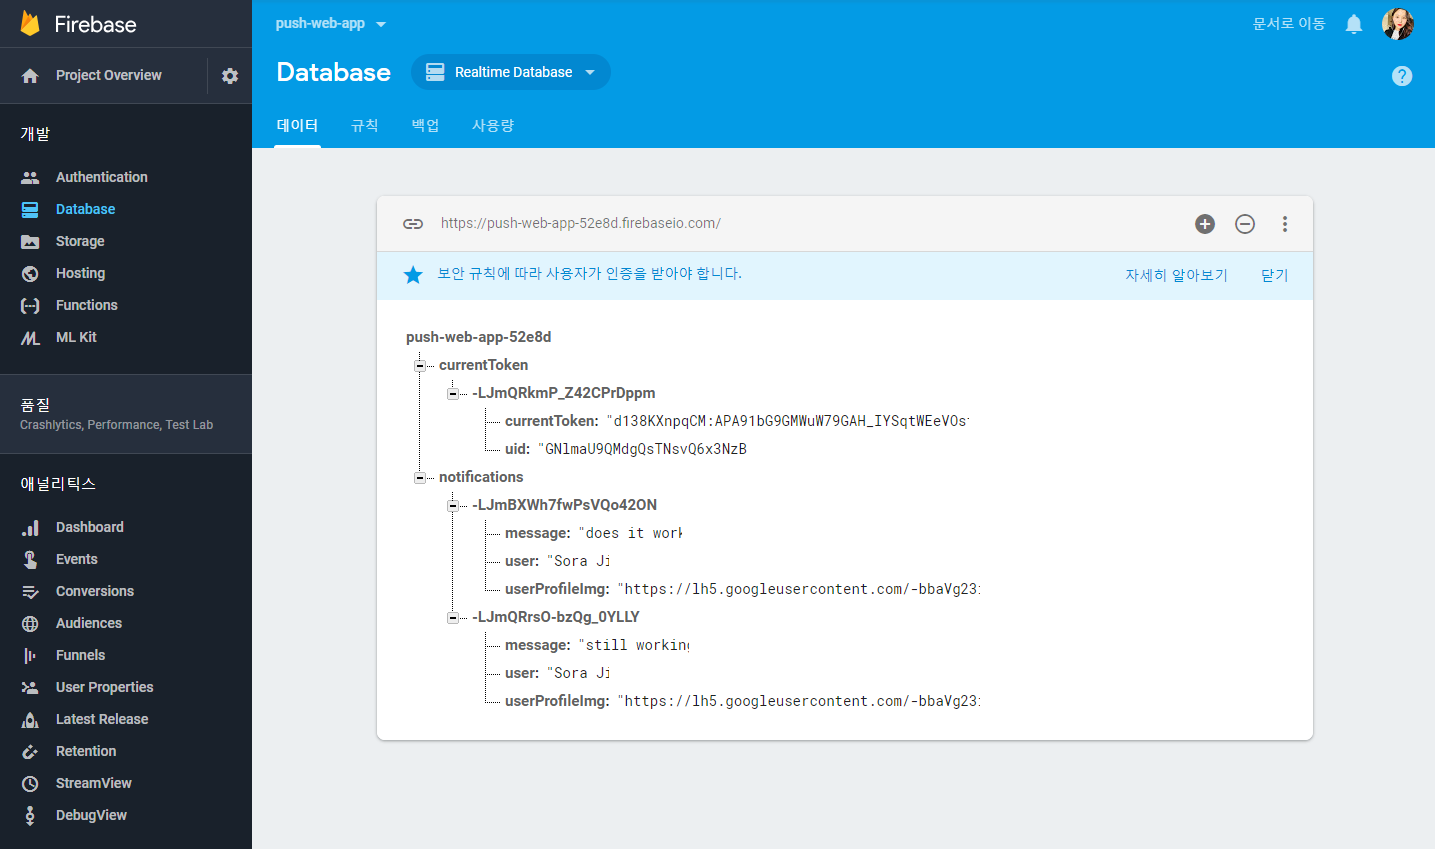 Firebase
Project Overview
개발
Authentication
Database
Storage
Hosting
Functions
ML Kit
품질
Crashlytics, Performance, Test Lab
애널리틱스
Dashboard
Events
Conversions
Audiences
Funnels
User Properties
Latest Release
Retention
StreamView
DebugView
push-web-app
문서로 이동
Database
Realtime Database
데이터 규칙 백업 사용량
https://push-web-app-52e8d.firebaseio.com/
보안 규칙에 따라 사용자가 인증을 받아야 합니다. 자세히 알아보기 닫기
push-web-app-52e8d
currentToken
-LJmQRkmP_Z42CPrDppm
currentToken: "d138KXnpqCM:APA91bG9GMWuW79GAH_IYSqtWEeVOs
uid: "GNlmaU9QMdgQsTNsvQ6x3NzB
notifications
-LJmBXWh7fwPsVQo42ON
message: "does it work
user: "Sora Ji
userProfileImg: "https://lh5.googleusercontent.com/-bbaVg23
-LJmQRrsO-bzQg_0YLLY
message: "still working
user: "Sora Ji
userProfileImg: "https://lh5.googleusercontent.com/-bbaVg23